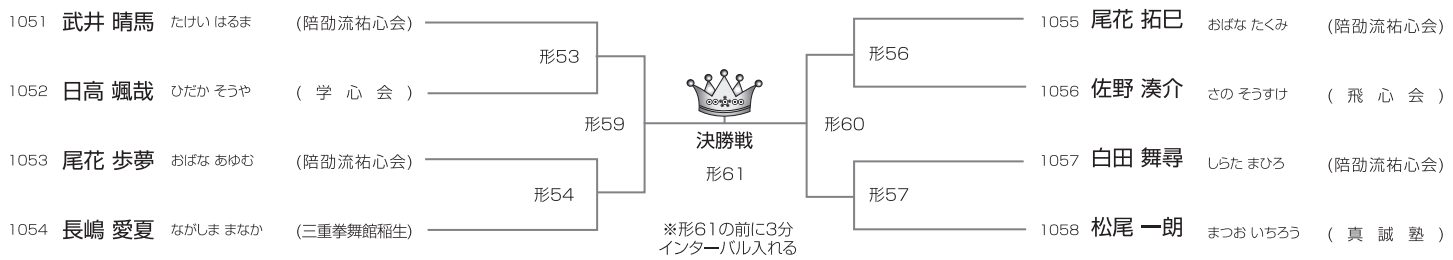 1051 武井 晴馬 たけい はるま (陪劭流祐心会)
形53
1052 日高 颯哉 ひだか そうや ( 学 心 会 )
形59
1053 尾花 歩夢 おばな あゆむ (陪劭流祐心会)
形54
1054 長嶋 愛夏 ながしま まなか (三重拳舞館稲生)
決勝戦
形61
※形61の前に3分
インターバル入れる
1055 尾花 拓巳 おばな たくみ (陪劭流祐心会)
形56
1056 佐野 湊介 さの そうすけ ( 飛 心 会 )
形60
1057 白田 舞尋 しらた まひろ (陪劭流祐心会)
形57
1058 松尾 一朗 まつお いちろう ( 真 誠 塾 )